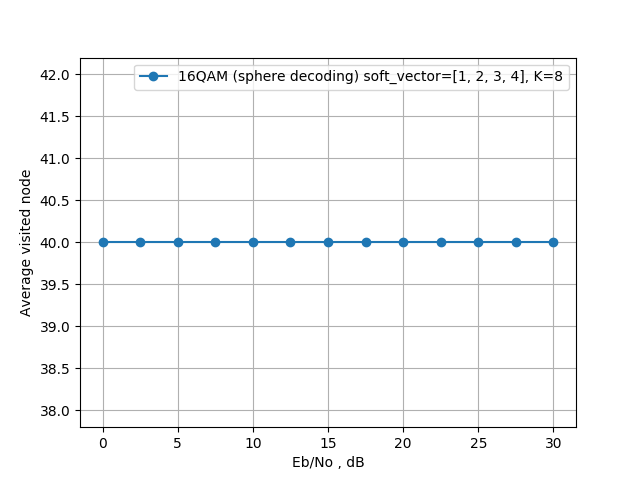 16QAM (sphere decoding) soft_vector=[1, 2, 3, 4], K=8
42.0
41.5
41.0
40.5
40.0
39.5
39.0
38.5
38.0
Average visited node
0 5 10 15 20 25 30
Eb/No , dB